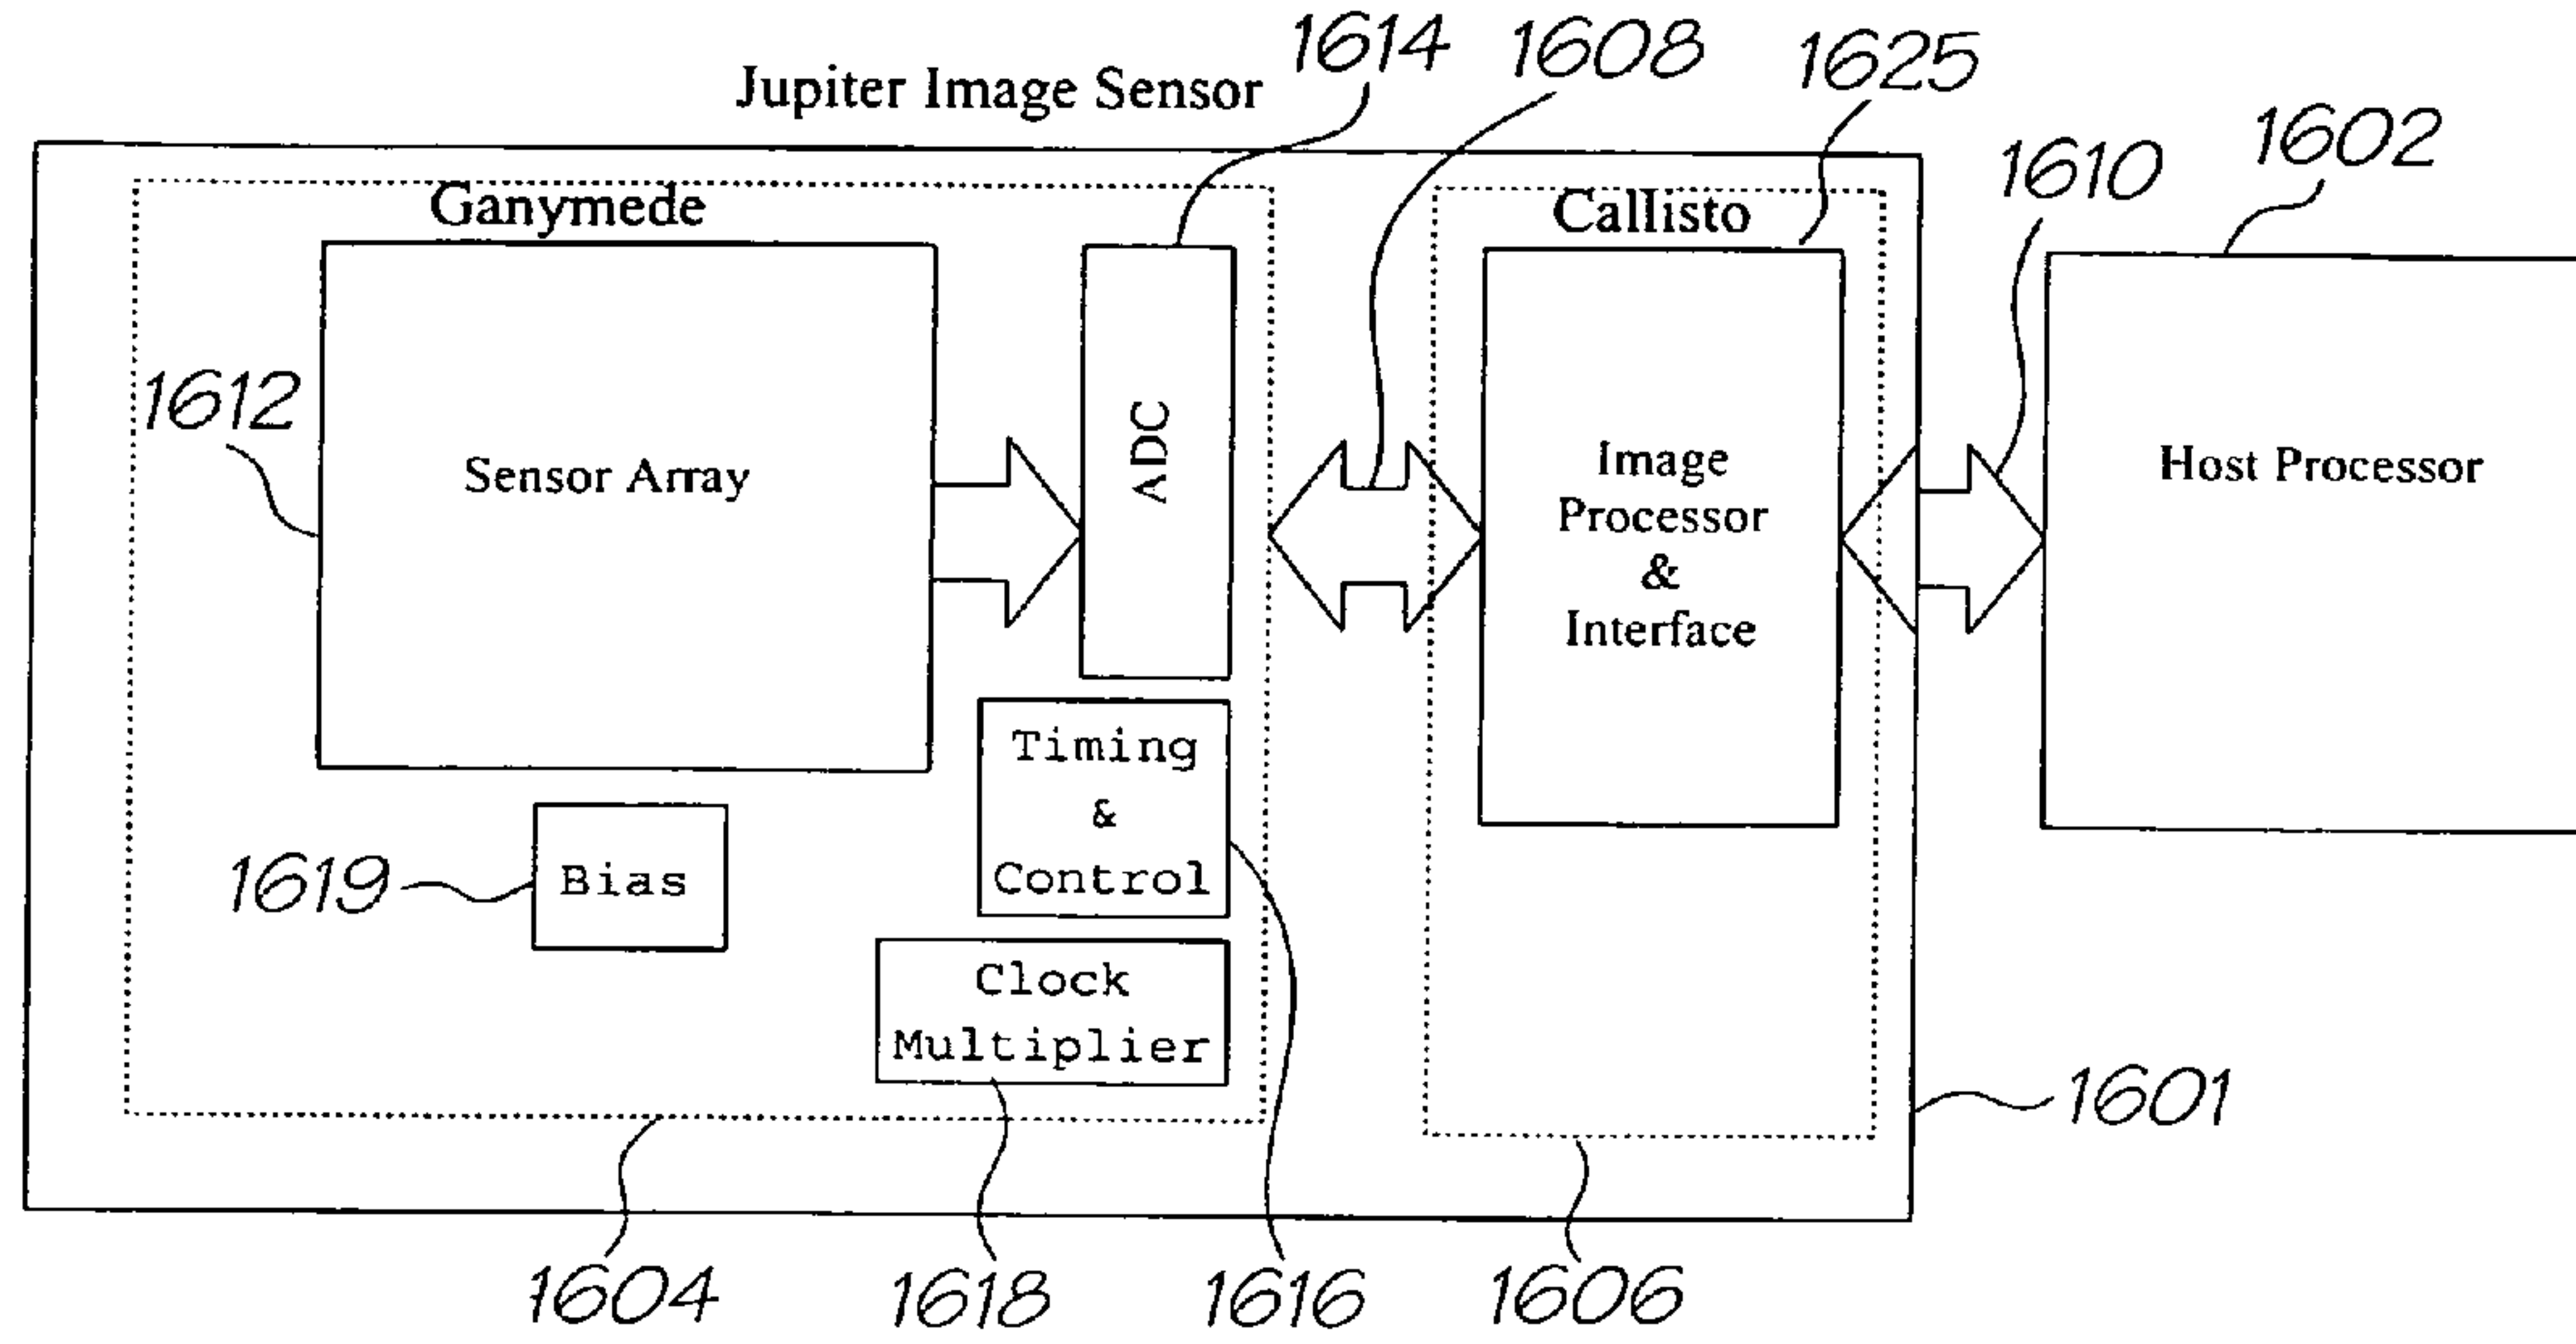 Jupiter Image Sensor
1614
1608
1625
1610
1602
Ganymede
Callisto
1612
Sensor Array
ADC
Image
Processor
&
Interface
Host Processor
Timing
&
Control
1619
Bias
Clock
Multiplier
1601
1604
1618
1616
1606